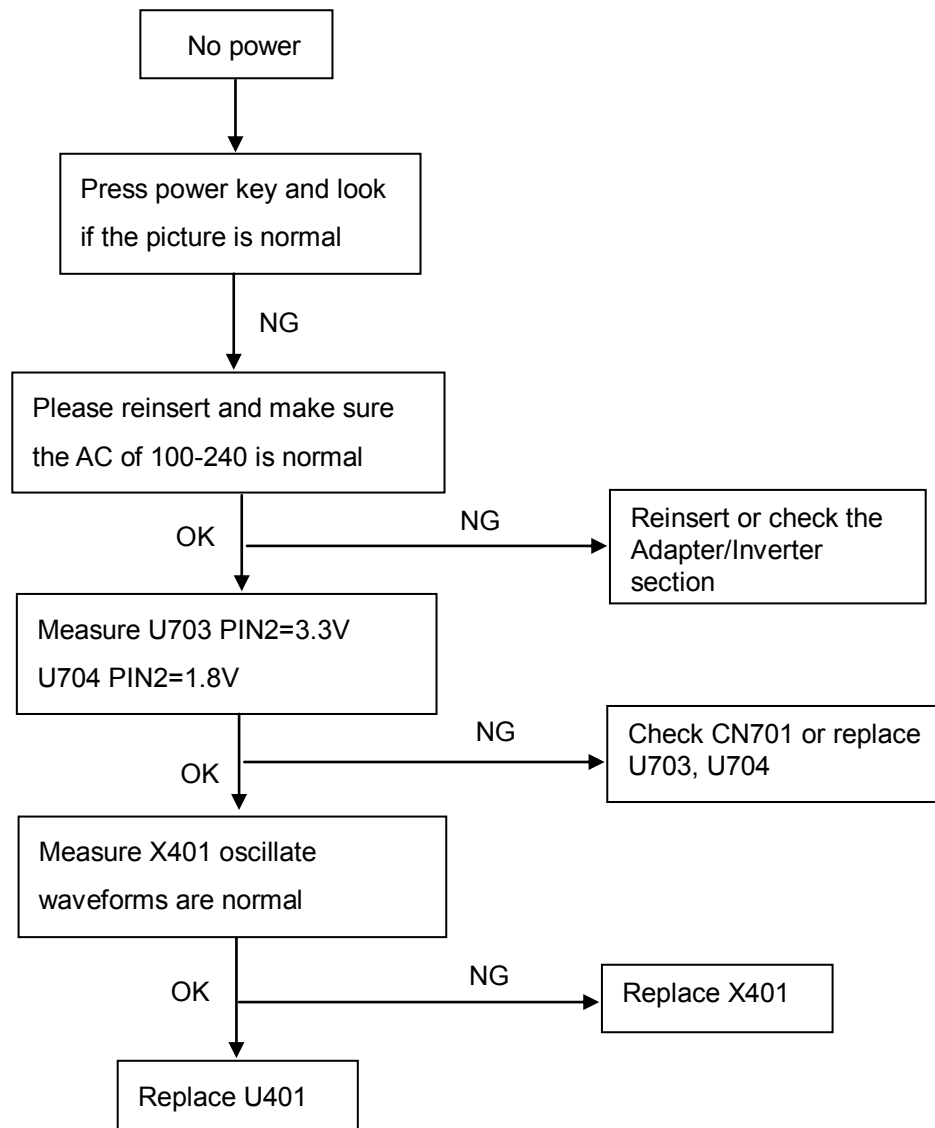 No power
Press power key and look
if the picture is normal
NG
Please reinsert and make sure
the AC of 100-240 is normal
OK
NG
Reinsert or check the
Adapter/Inverter
section
Measure U703 PIN2=3.3V
U704 PIN2=1.8V
OK
NG
Check CN701 or replace
U703, U704
Measure X401 oscillate
waveforms are normal
OK
NG
Replace X401
Replace U401